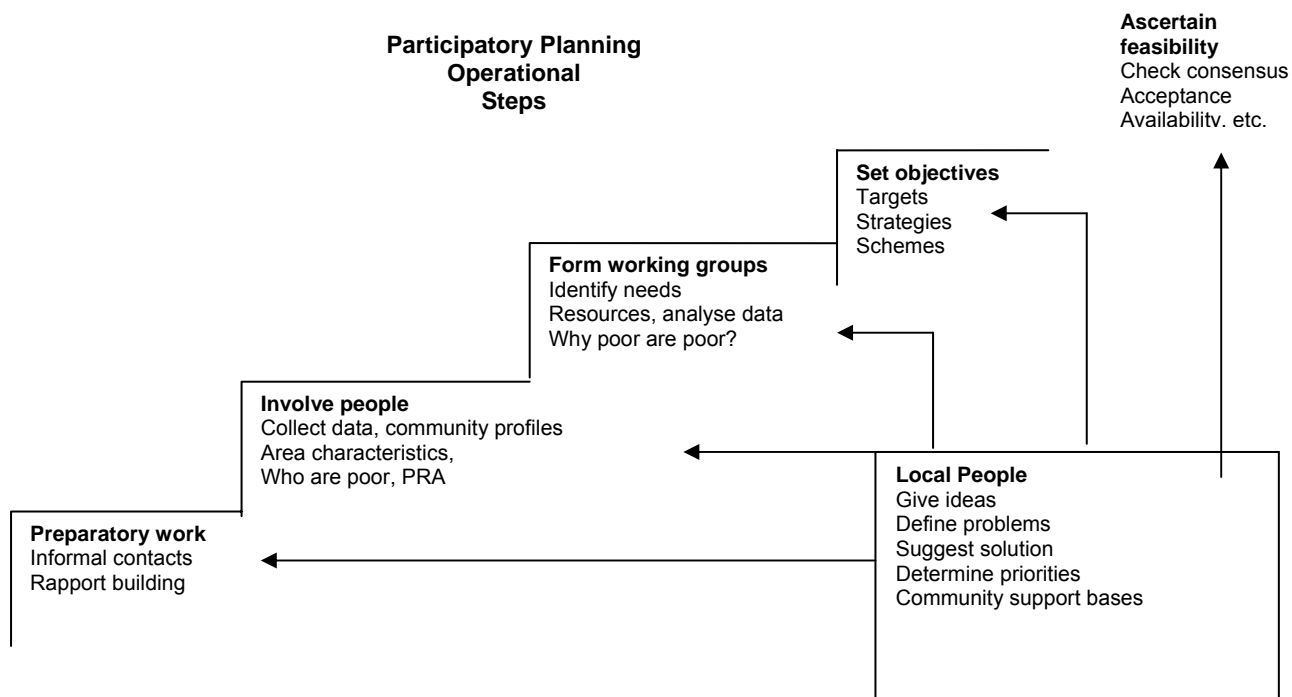 Participatory Planning
Operational
Steps
Ascertain
feasibility
Check consensus
Acceptance
Availability, etc.
Set objectives
Targets
Strategies
Schemes
Form working groups
Identify needs
Resources, analyse data
Why poor are poor?
Involve people
Collect data, community profiles
Area characteristics,
Who are poor, PRA
Preparatory work
Informal contacts
Rapport building
Local People
Give ideas
Define problems
Suggest solution
Determine priorities
Community support bases